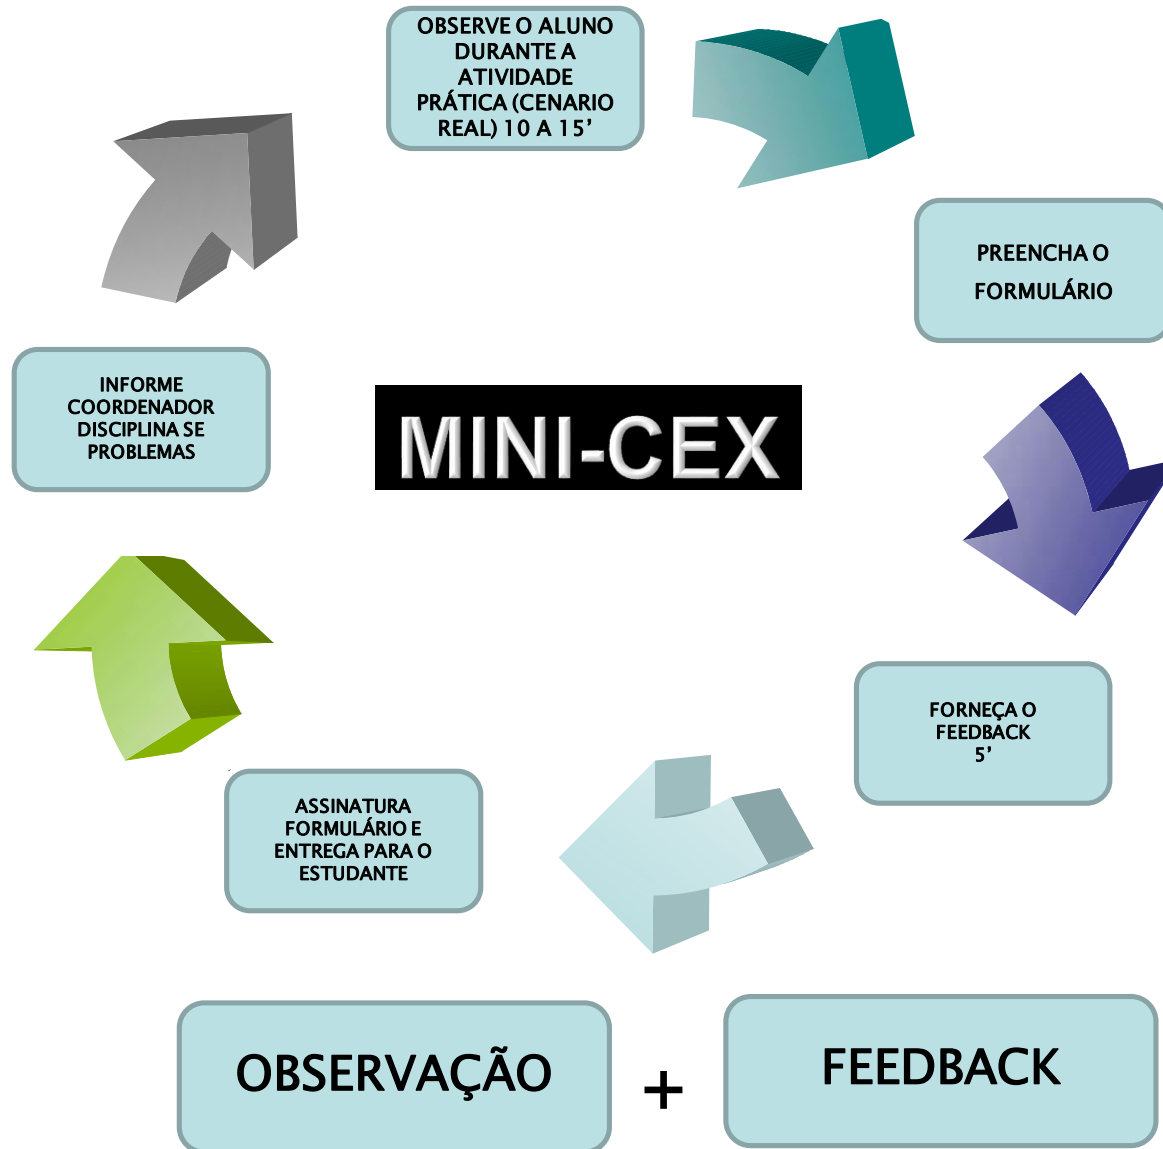 OBSERVE O ALUNO
DURANTE A
ATIVIDADE
PRÁTICA (CENARIO
REAL) 10 A 15’
PREENCHA O
FORMULÁRIO
INFORME
COORDENADOR
DISCIPLINA SE
PROBLEMAS
MINI-CEX
FORNEÇA O
FEEDBACK
5’
ASSINATURA
FORMULÁRIO E
ENTREGA PARA O
ESTUDANTE
OBSERVAÇÃO
+
FEEDBACK